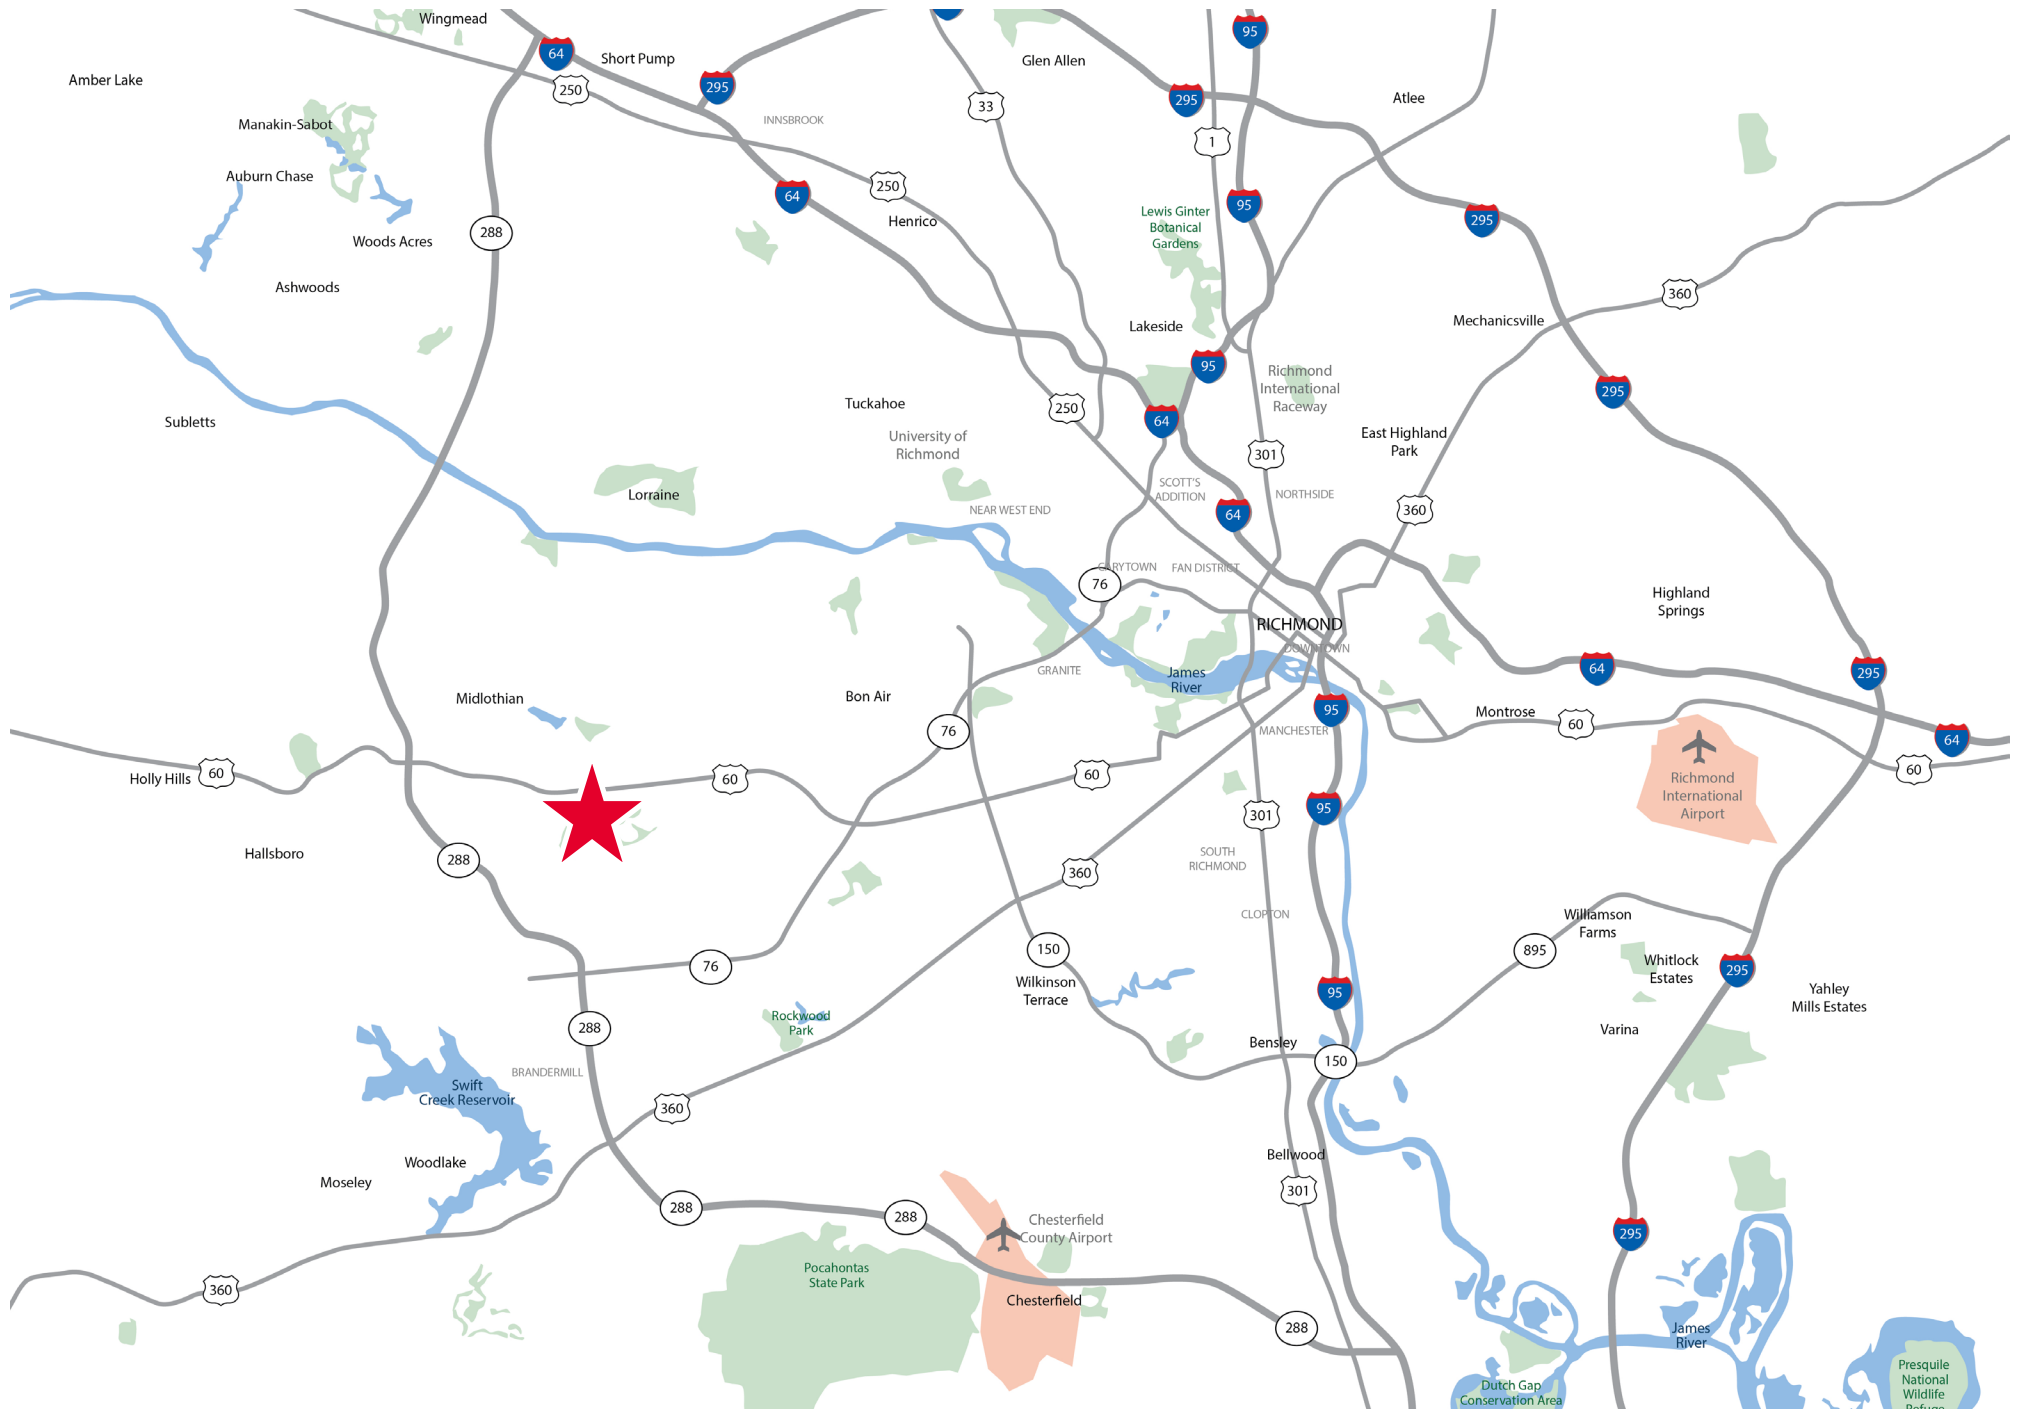 Wingmead
64
Short Pump
95
Glen Allen
Amber Lake
250
295
295
Atlee
33
INNSBROOK
Manakin-Sabot
1
Auburn Chase
250
64
95
Lewis Ginter
Botanical
Gardens
Henrico
295
288
Woods Acres
Ashwoods
360
Lakeside
Mechanicsville
95
Richmond
International
Raceway
295
Tuckahoe
250
64
Subletts
University of
Richmond
East Highland
Park
301
SCOTT'S
ADDITION
NORTHSIDE
Lorraine
NEAR WEST END
64
360
CARYTOWN
FAN DISTRICT
76
Highland
Springs
RICHMOND
DOWNTOWN
GRANITE
James
River
64
295
Midlothian
Bon Air
95
Montrose
60
76
MANCHESTER
64
Holly Hills
60
60
60
60
Richmond
International
Airport
95
301
Hallsboro
288
SOUTH
RICHMOND
360
CLOPTON
Williamson
Farms
150
895
76
Whitlock
Estates
295
Wilkinson
Terrace
95
Yahley
Mills Estates
Rockwood
Park
288
Varina
Bensley
150
BRANDERMILL
Swift
Creek Reservoir
360
Woodlake
Bellwood
Moseley
301
288
288
Chesterfield
County Airport
295
Pocahontas
State Park
360
Chesterfield
288
James
River
Dutch Gap
Conservation Area
Presquile
National
Wildlife
Refuge